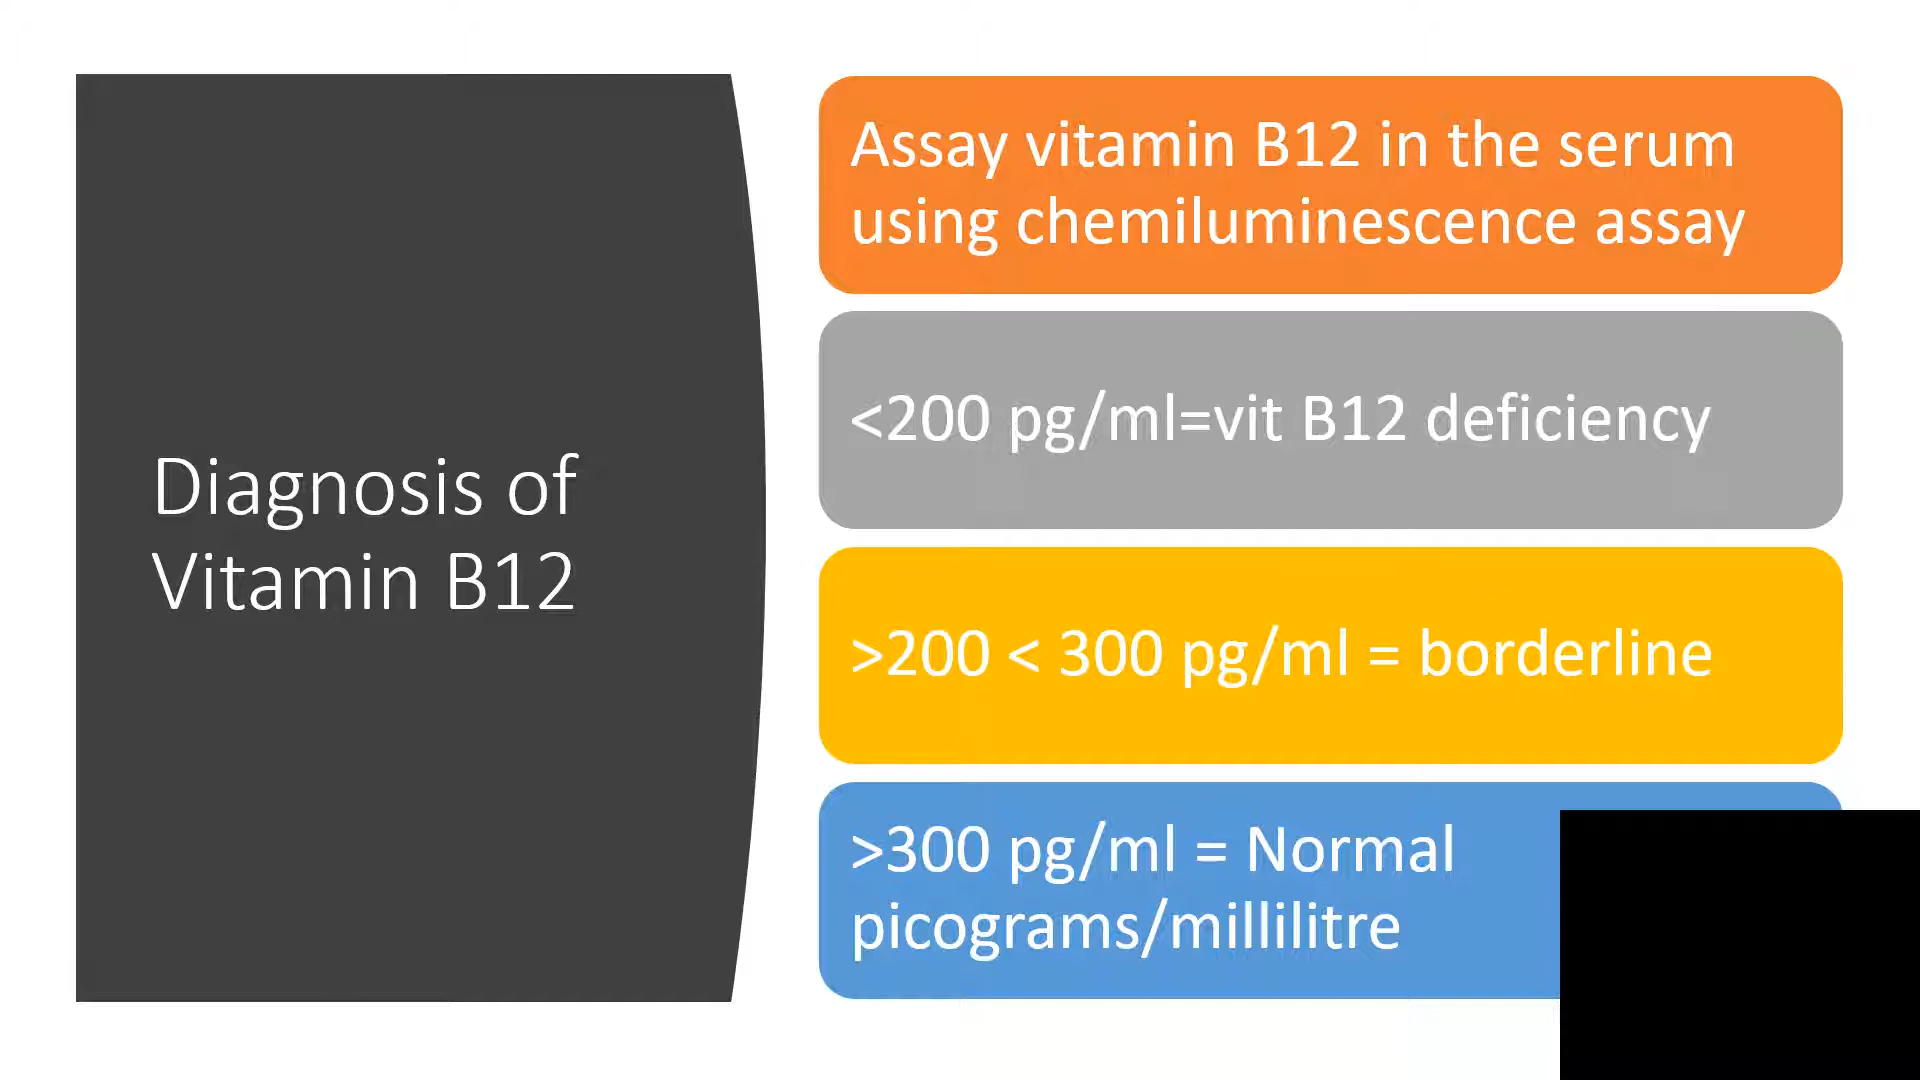 Diagnosis of
Vitamin B12
Assay vitamin B12 in the serum
using chemiluminescence assay
<200 pg/ml=vit B12 deficiency
>200 < 300 pg/ml = borderline
>300 pg/ml = Normal
picograms/millilitre